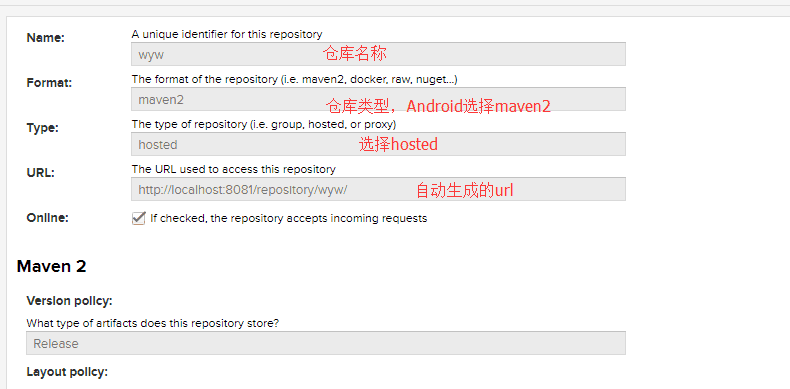 Name:
A unique identifier for this repository
wyw
仓库名称
Format:
The format of the repository (i.e. maven2, docker, raw, nuget...)
maven2
仓库类型，Android选择maven2
Type:
The type of repository (i.e. group, hosted, or proxy)
hosted
选择hosted
URL:
The URL used to access this repository
http://localhost:8081/repository/wyw/
自动生成的url
Online:
If checked, the repository accepts incoming requests
Maven 2
Version policy:
What type of artifacts does this repository store?
Release
Layout policy: